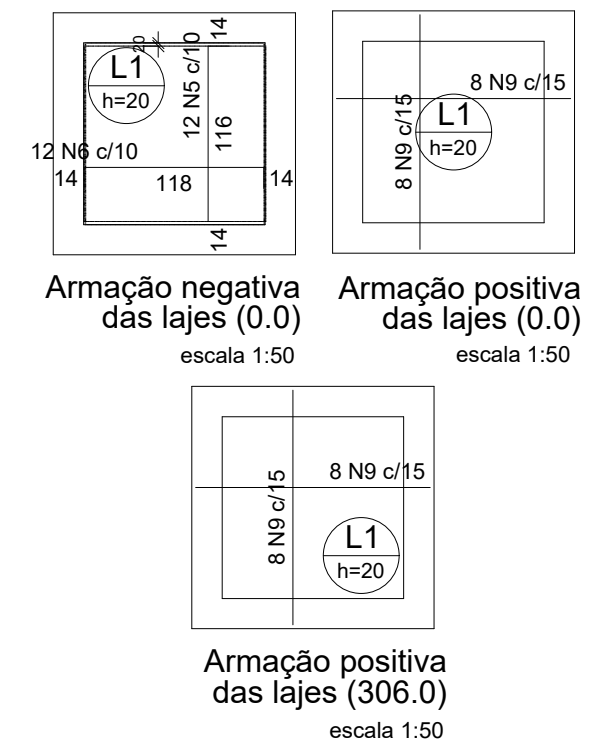 14
20
L1
h=20
12 N5 c/10
116
12 N6 c/10
14
118
14
14
Armação negativa
das lajes (0.0)
escala 1:50
8 N9 c/15
8 N9 c/15
L1
h=20
Armação positiva
das lajes (0.0)
escala 1:50
8 N9 c/15
8 N9 c/15
L1
h=20
Armação positiva
das lajes (306.0)
escala 1:50